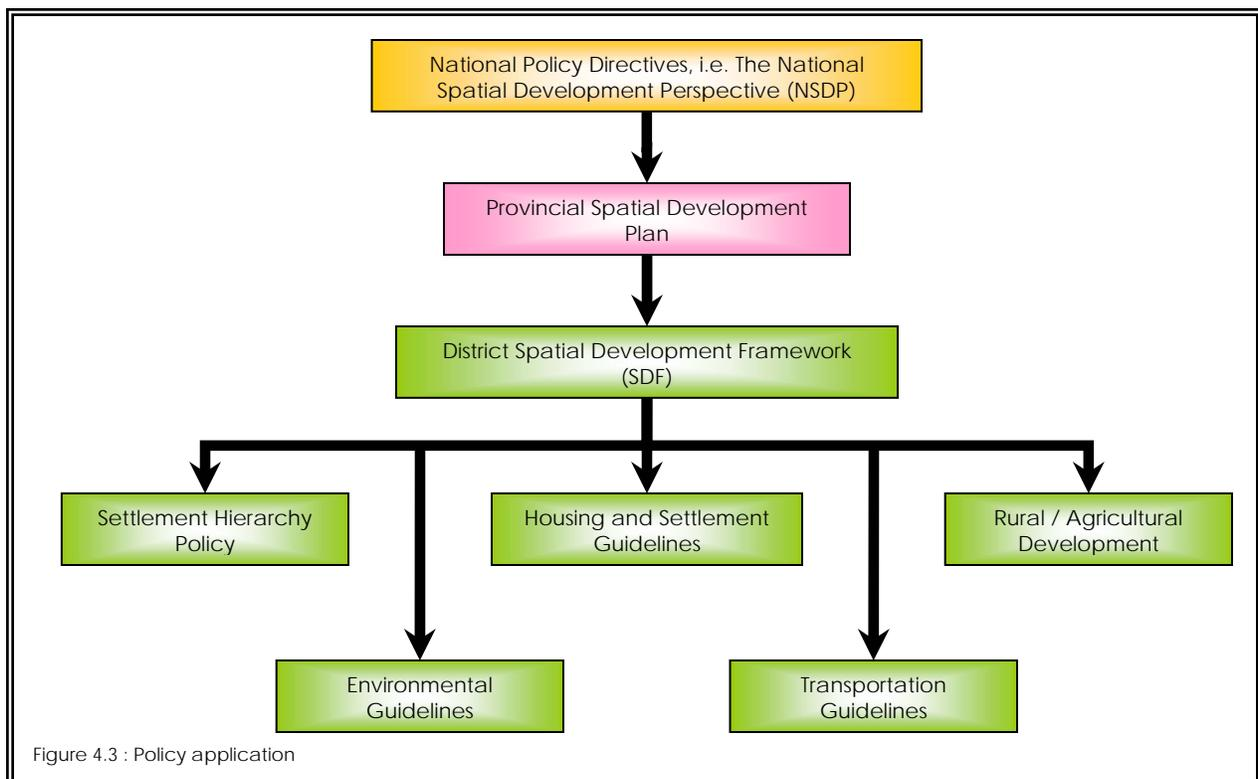 National Policy Directives, i.e. The National
Spatial Development Perspective (NSDP)
Provincial Spatial Development
Plan
District Spatial Development Framework
(SDF)
Settlement Hierarchy
Policy
Housing and Settlement
Guidelines
Rural / Agricultural
Development
Environmental
Guidelines
Transportation
Guidelines
Figure 4.3 : Policy application